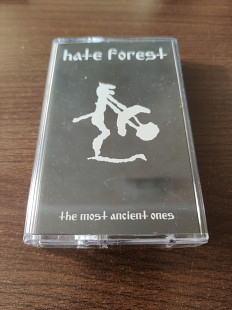 hate forest
the most ancient ones